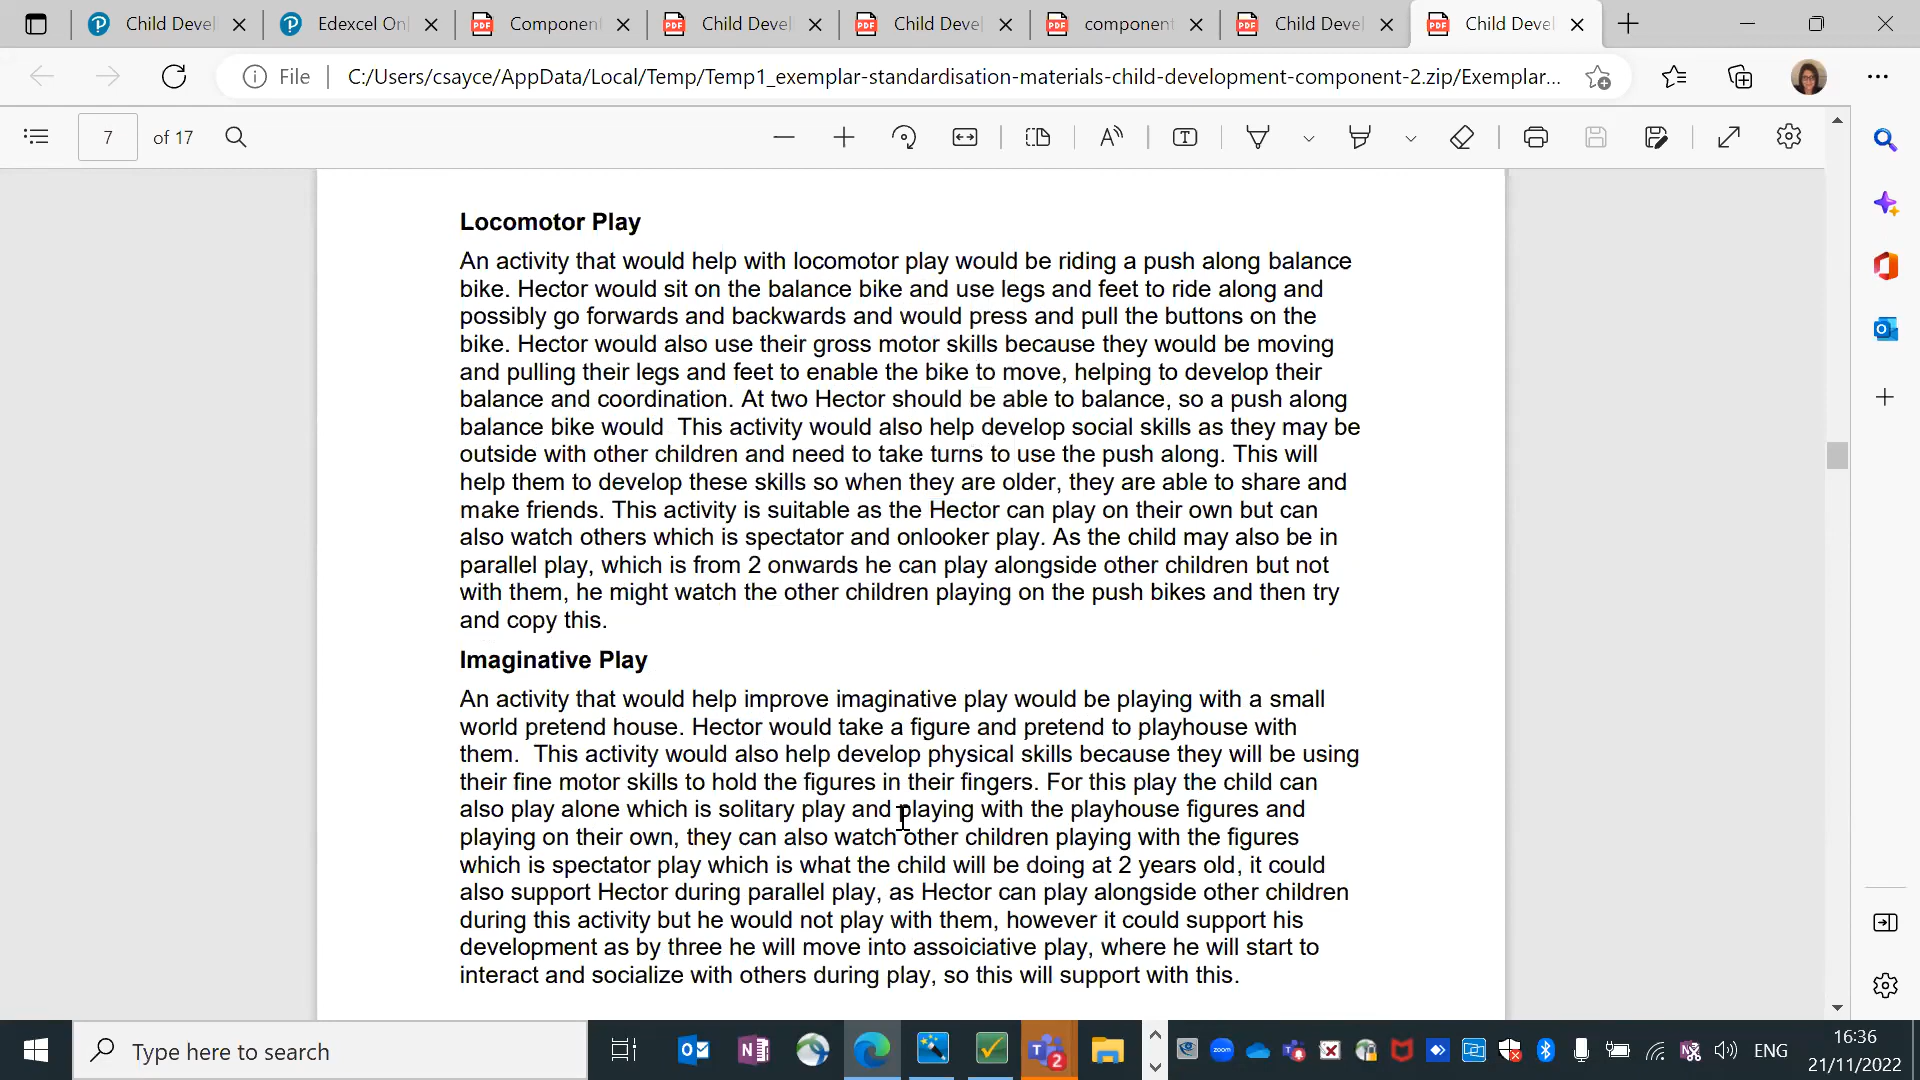 Child Devel
Edexcel On
Component
Child Devel
Child Devel
component
Child Devel
Child Devel
File
C:/Users/csayce/AppData/Local/Temp/Temp1_exemplar-standardisation-materials-child-development-component-2.zip/Exemplar...
7 of 17
Locomotor Play
An activity that would help with locomotor play would be riding a push along balance
bike. Hector would sit on the balance bike and use legs and feet to ride along and
possibly go forwards and backwards and would press and pull the buttons on the
bike. Hector would also use their gross motor skills because they would be moving
and pulling their legs and feet to enable the bike to move, helping to develop their
balance and coordination. At two Hector should be able to balance, so a push along
balance bike would  This activity would also help develop social skills as they may be
outside with other children and need to take turns to use the push along. This will
help them to develop these skills so when they are older, they are able to share and
make friends. This activity is suitable as the Hector can play on their own but can
also watch others which is spectator and onlooker play. As the child may also be in
parallel play, which is from 2 onwards he can play alongside other children but not
with them, he might watch the other children playing on the push bikes and then try
and copy this.
Imaginative Play
An activity that would help improve imaginative play would be playing with a small
world pretend house. Hector would take a figure and pretend to playhouse with
them.  This activity would also help develop physical skills because they will be using
their fine motor skills to hold the figures in their fingers. For this play the child can
also play alone which is solitary play and playing with the playhouse figures and
playing on their own, they can also watch other children playing with the figures
which is spectator play which is what the child will be doing at 2 years old, it could
also support Hector during parallel play, as Hector can play alongside other children
during this activity but he would not play with them, however it could support his
development as by three he will move into assoiciative play, where he will start to
interact and socialize with others during play, so this will support with this.
Type here to search
ENG
16:36
21/11/2022